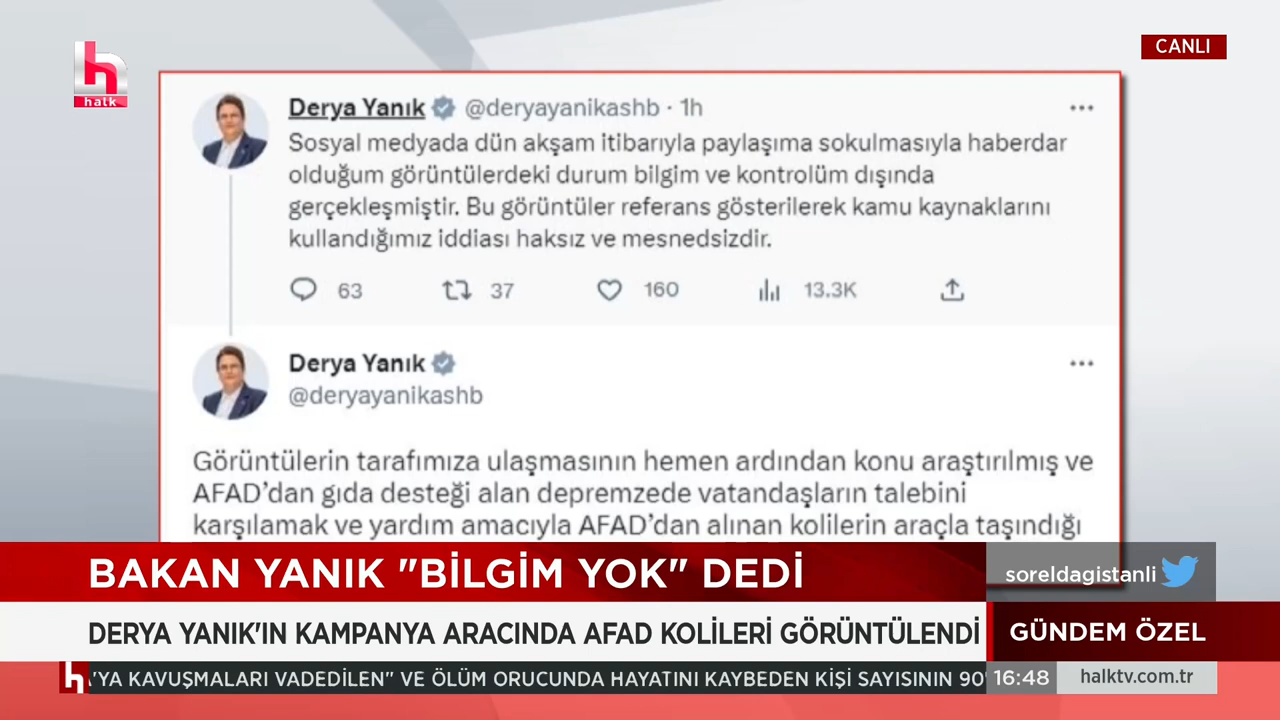 h
halk
CANLI
Derya Yanık @deryayanikashb · 1h
Sosyal medyada dün akşam itibarıyla paylaşıma sokulmasıyla haberdar
olduğum görüntülerdeki durum bilgim ve kontrolüm dışında
gerçekleşmiştir. Bu görüntüler referans gösterilerek kamu kaynaklarını
kullandığımız iddiası haksız ve mesnedsizdir.
63 37 160 13.3K
Derya Yanık
@deryayanikashb
Görüntülerin tarafımıza ulaşmasının hemen ardından konu araştırılmış ve
AFAD’dan gıda desteği alan depremzede vatandaşların talebini
karşılamak ve yardım amacıyla AFAD’dan alınan kolilerin araçla taşındığı
BAKAN YANIK "BİLGİM YOK" DEDİ
soreldagistanli
DERYA YANIK'IN KAMPANYA ARACINDA AFAD KOLİLERİ GÖRÜNTÜLENDİ
GÜNDEM ÖZEL
h 'YA KAVUŞMALARI VADEDİLEN" VE ÖLÜM ORUCUNDA HAYATINI KAYBEDEN KİŞİ SAYISININ 90'
16:48
halktv.com.tr